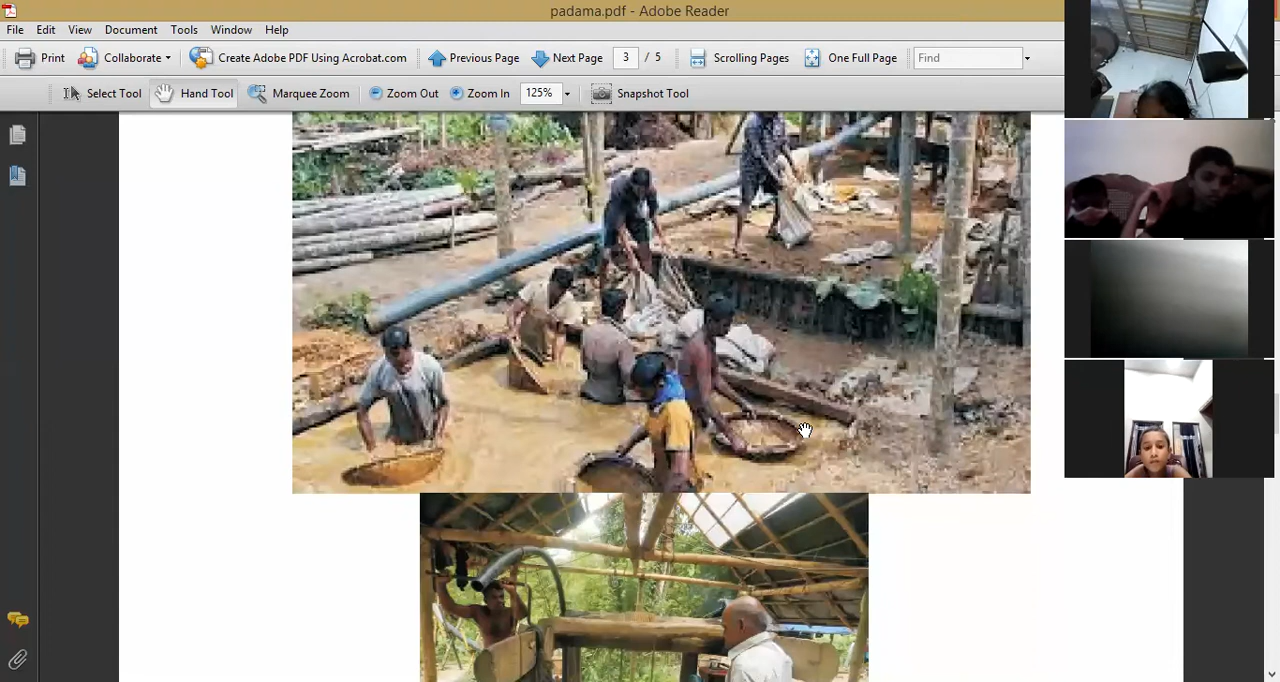 padama.pdf - Adobe Reader
File Edit View Document Tools Window Help
Print Collaborate Create Adobe PDF Using Acrobat.com Previous Page Next Page 3 / 5 Scrolling Pages One Full Page Find
Select Tool Hand Tool Marquee Zoom Zoom Out Zoom In 125% Snapshot Tool